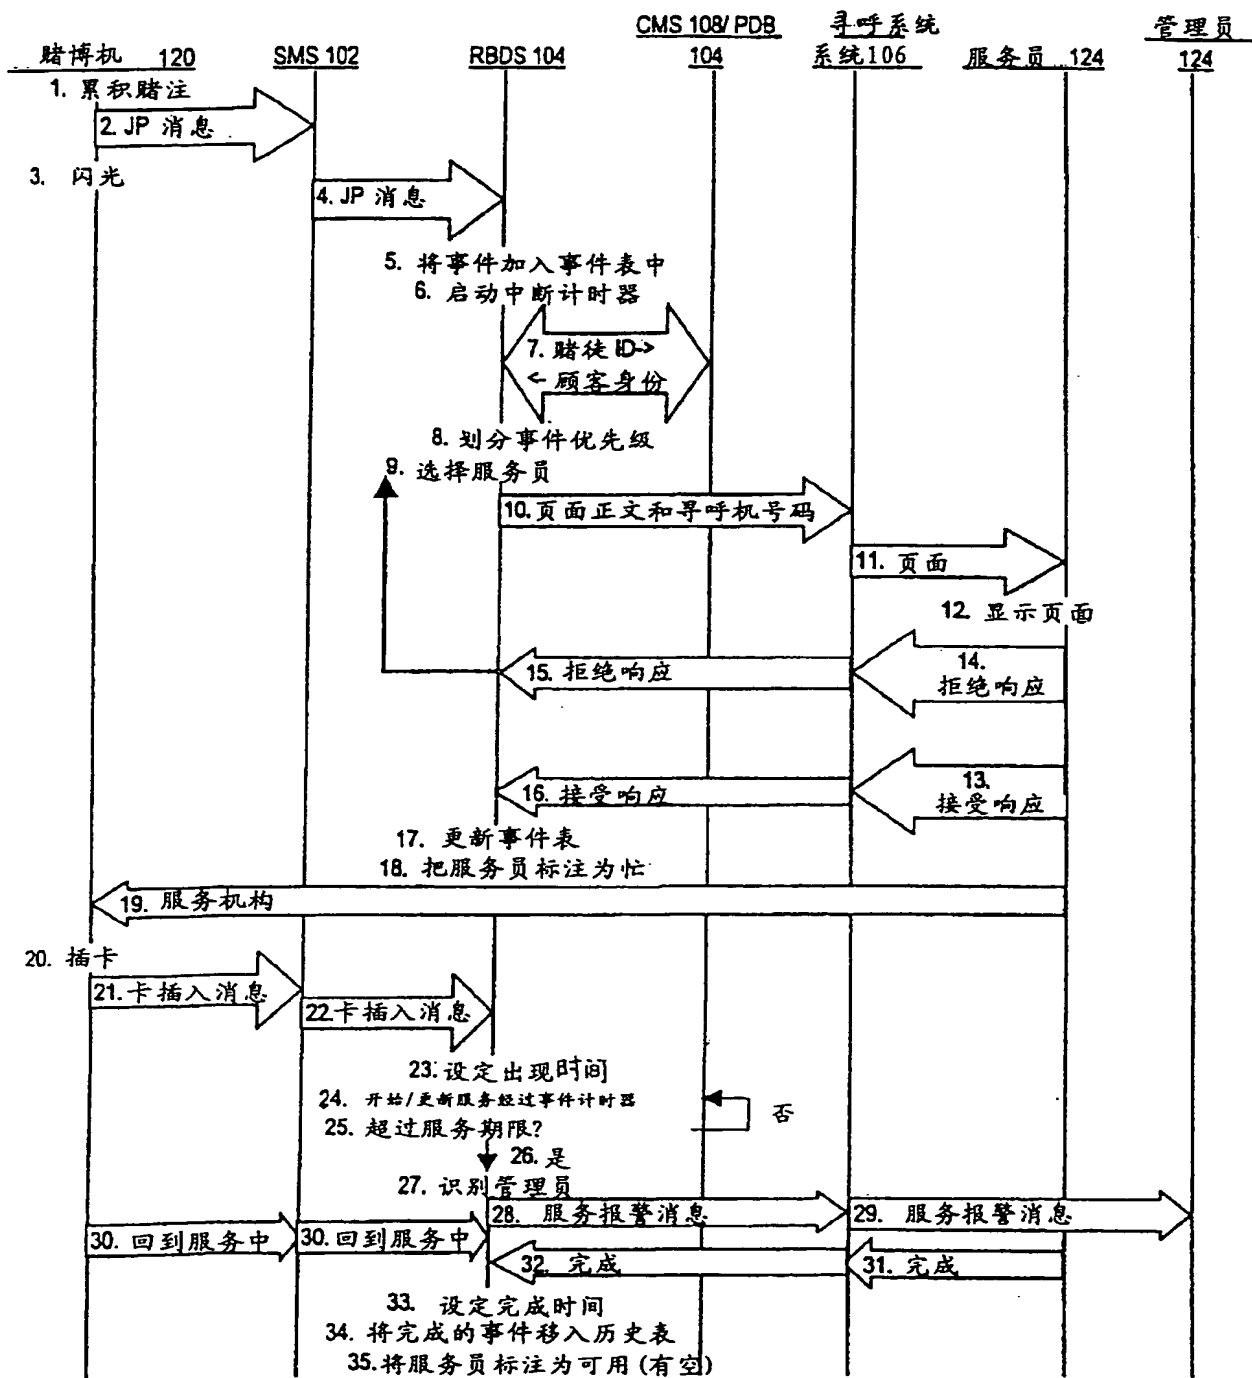 赌博机 120
SMS 102
RBDS 104
CMS 108/ PDB
104
寻呼系统
系统106
服务员 124
管理员
124
1. 累积赌注
2. JP 消息
3. 闪光
4. JP 消息
5. 将事件加入事件表中
6. 启动中断计时器
7. 赌徒 ID->
<- 顾客身份
8. 划分事件优先级
9. 选择服务员
10. 页面正文和寻呼机号码
11. 页面
12. 显示页面
14.
拒绝响应
15. 拒绝响应
13.
接受响应
16. 接受响应
17. 更新事件表
18. 把服务员标注为忙
19. 服务机构
20. 插卡
21. 卡插入消息
22. 卡插入消息
23. 设定出现时间
24. 开始/更新服务经过事件计时器
否
25. 超过服务期限?
26. 是
27. 识别管理员
28. 服务报警消息
29. 服务报警消息
30. 回到服务中
30. 回到服务中
32. 完成
31. 完成
33. 设定完成时间
34. 将完成的事件移入历史表
35. 将服务员标注为可用 (有空)